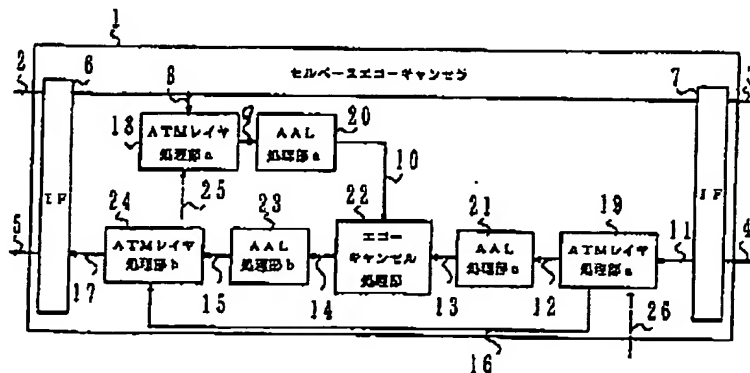 1
2
6
セルベースエコーキャンセラ
7
3
8
18
ATMレイヤ
処理部a
9
AAL
処理部a
20
10
IF
IF
25
24
23
22
21
19
5
ATMレイヤ
処理部b
AAL
処理部b
エコー
キャンセル
処理部
AAL
処理部a
ATMレイヤ
処理部a
11
4
17
15
14
13
12
16
26